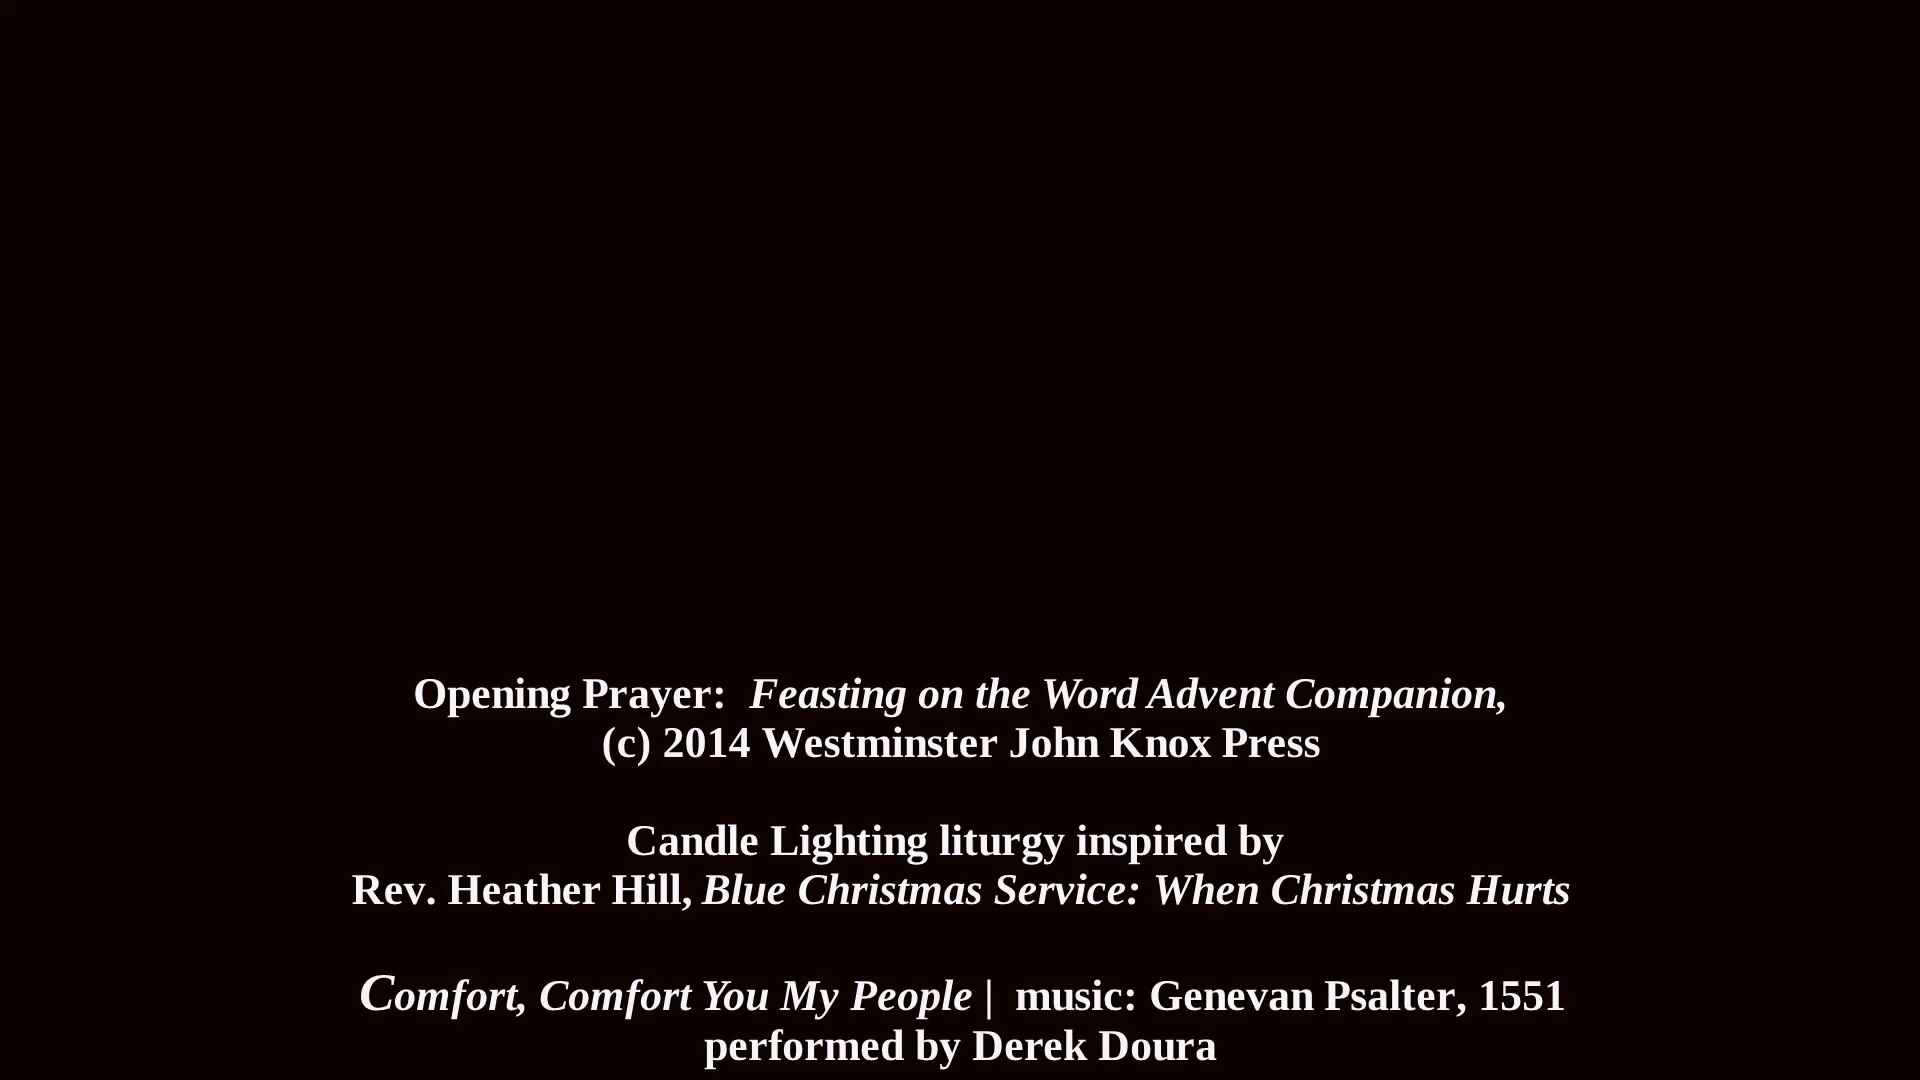 Opening Prayer:  Feasting on the Word Advent Companion,
(c) 2014 Westminster John Knox Press
Candle Lighting liturgy inspired by
Rev. Heather Hill, Blue Christmas Service: When Christmas Hurts
Comfort, Comfort You My People |  music: Genevan Psalter, 1551
performed by Derek Doura